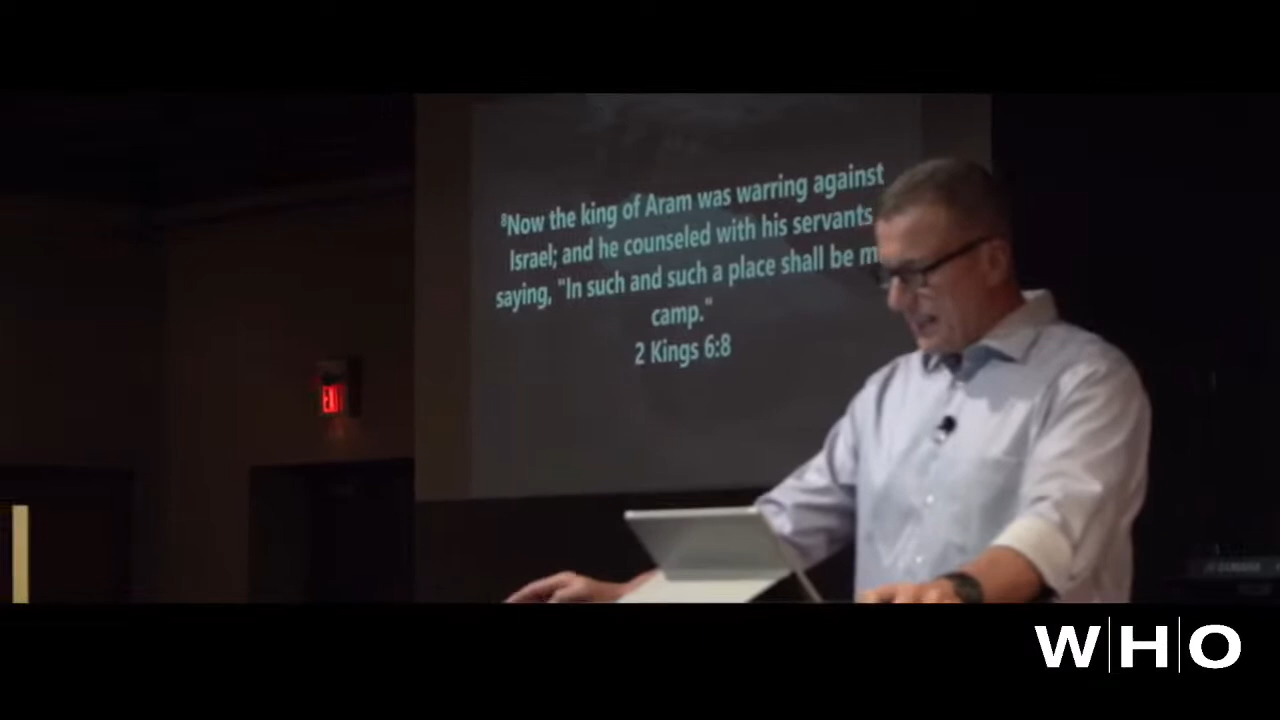 ⁸Now the king of Aram was warring against
Israel; and he counseled with his servants
saying, "In such and such a place shall be m
camp."
2 Kings 6:8
W|H|O